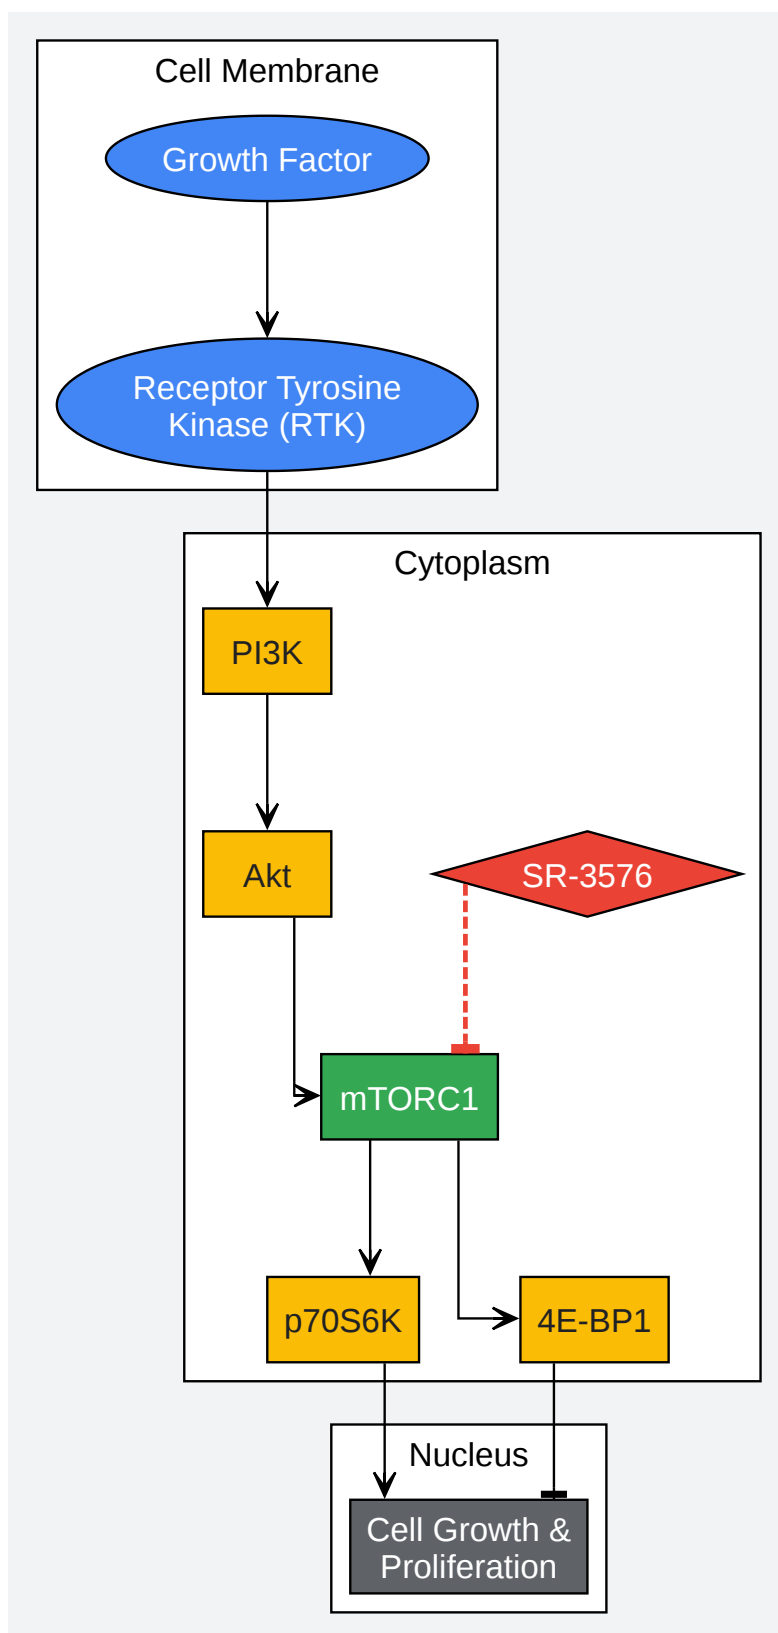 Cell Membrane
Growth Factor
Receptor Tyrosine
Kinase (RTK)
Cytoplasm
PI3K
Akt
SR-3576
mTORC1
p70S6K
4E-BP1
Nucleus
Cell Growth &
Proliferation